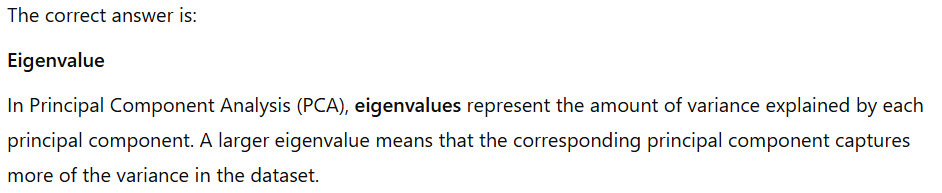 The correct answer is:
Eigenvalue
In Principal Component Analysis (PCA), eigenvalues represent the amount of variance explained by each
principal component. A larger eigenvalue means that the corresponding principal component captures
more of the variance in the dataset.